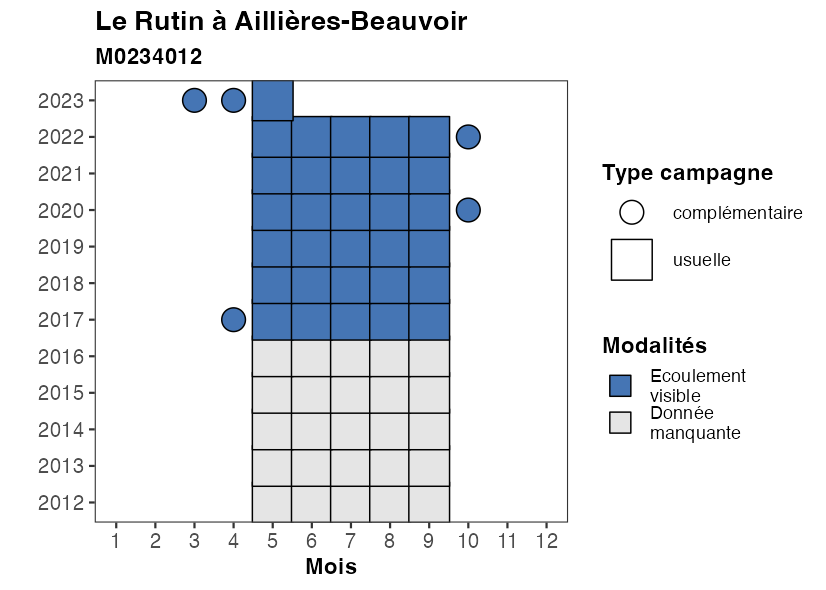 Le Rutin à Aillières-Beauvoir
M0234012
2023
2022
2021
2020
2019
2018
2017
2016
2015
2014
2013
2012
1 2 3 4 5 6 7 8 9 10 11 12
Mois
Type campagne
complémentaire
usuelle
Modalités
Ecoulement
visible
Donnée
manquante